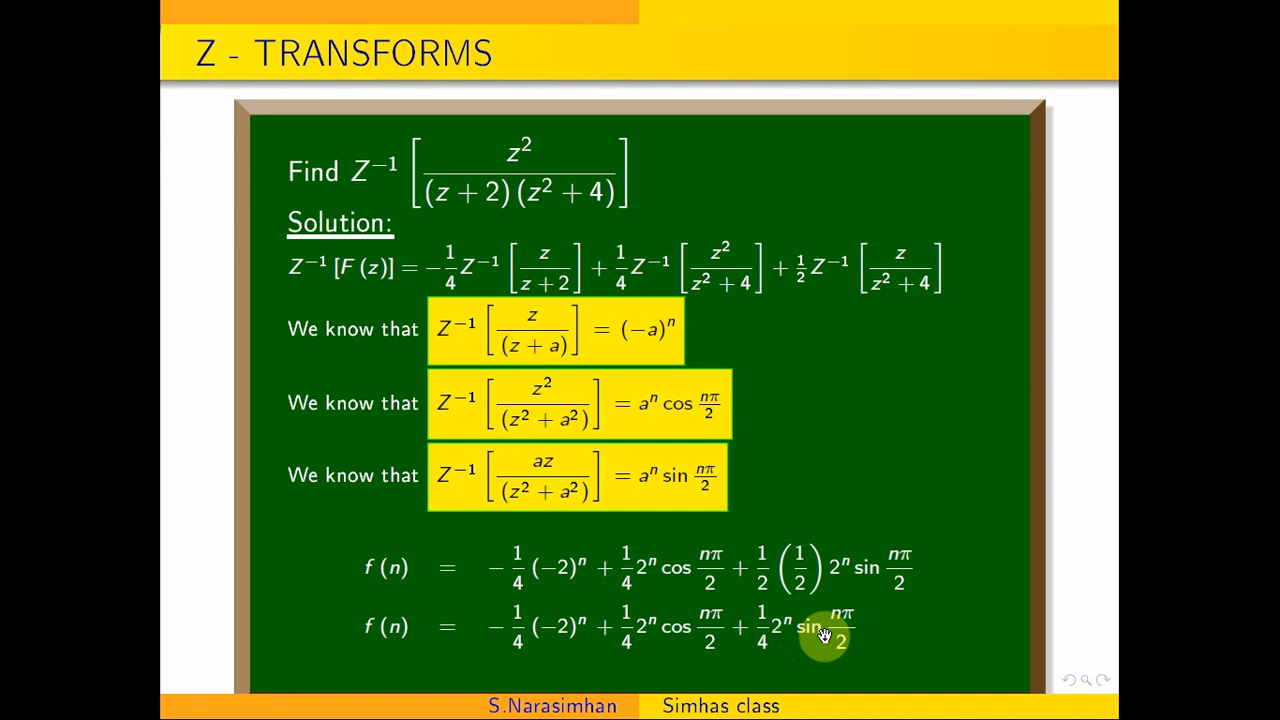 Z - TRANSFORMS
Find Z⁻¹ [ z² / (z + 2)(z² + 4) ]
Solution:
Z⁻¹ [F (z)] = −1/4 Z⁻¹ [ z / z + 2 ] + 1/4 Z⁻¹ [ z² / z² + 4 ] + 1/2 Z⁻¹ [ z / z² + 4 ]
We know that Z⁻¹ [ z / (z + a) ] = (−a)ⁿ
We know that Z⁻¹ [ z² / (z² + a²) ] = aⁿ cos nπ/2
We know that Z⁻¹ [ az / (z² + a²) ] = aⁿ sin nπ/2
f (n) = −1/4 (−2)ⁿ + 1/4 2ⁿ cos nπ/2 + 1/2 (1/2) 2ⁿ sin nπ/2
f (n) = −1/4 (−2)ⁿ + 1/4 2ⁿ cos nπ/2 + 1/4 2ⁿ sin nπ/2
S.Narasimhan Simhas class